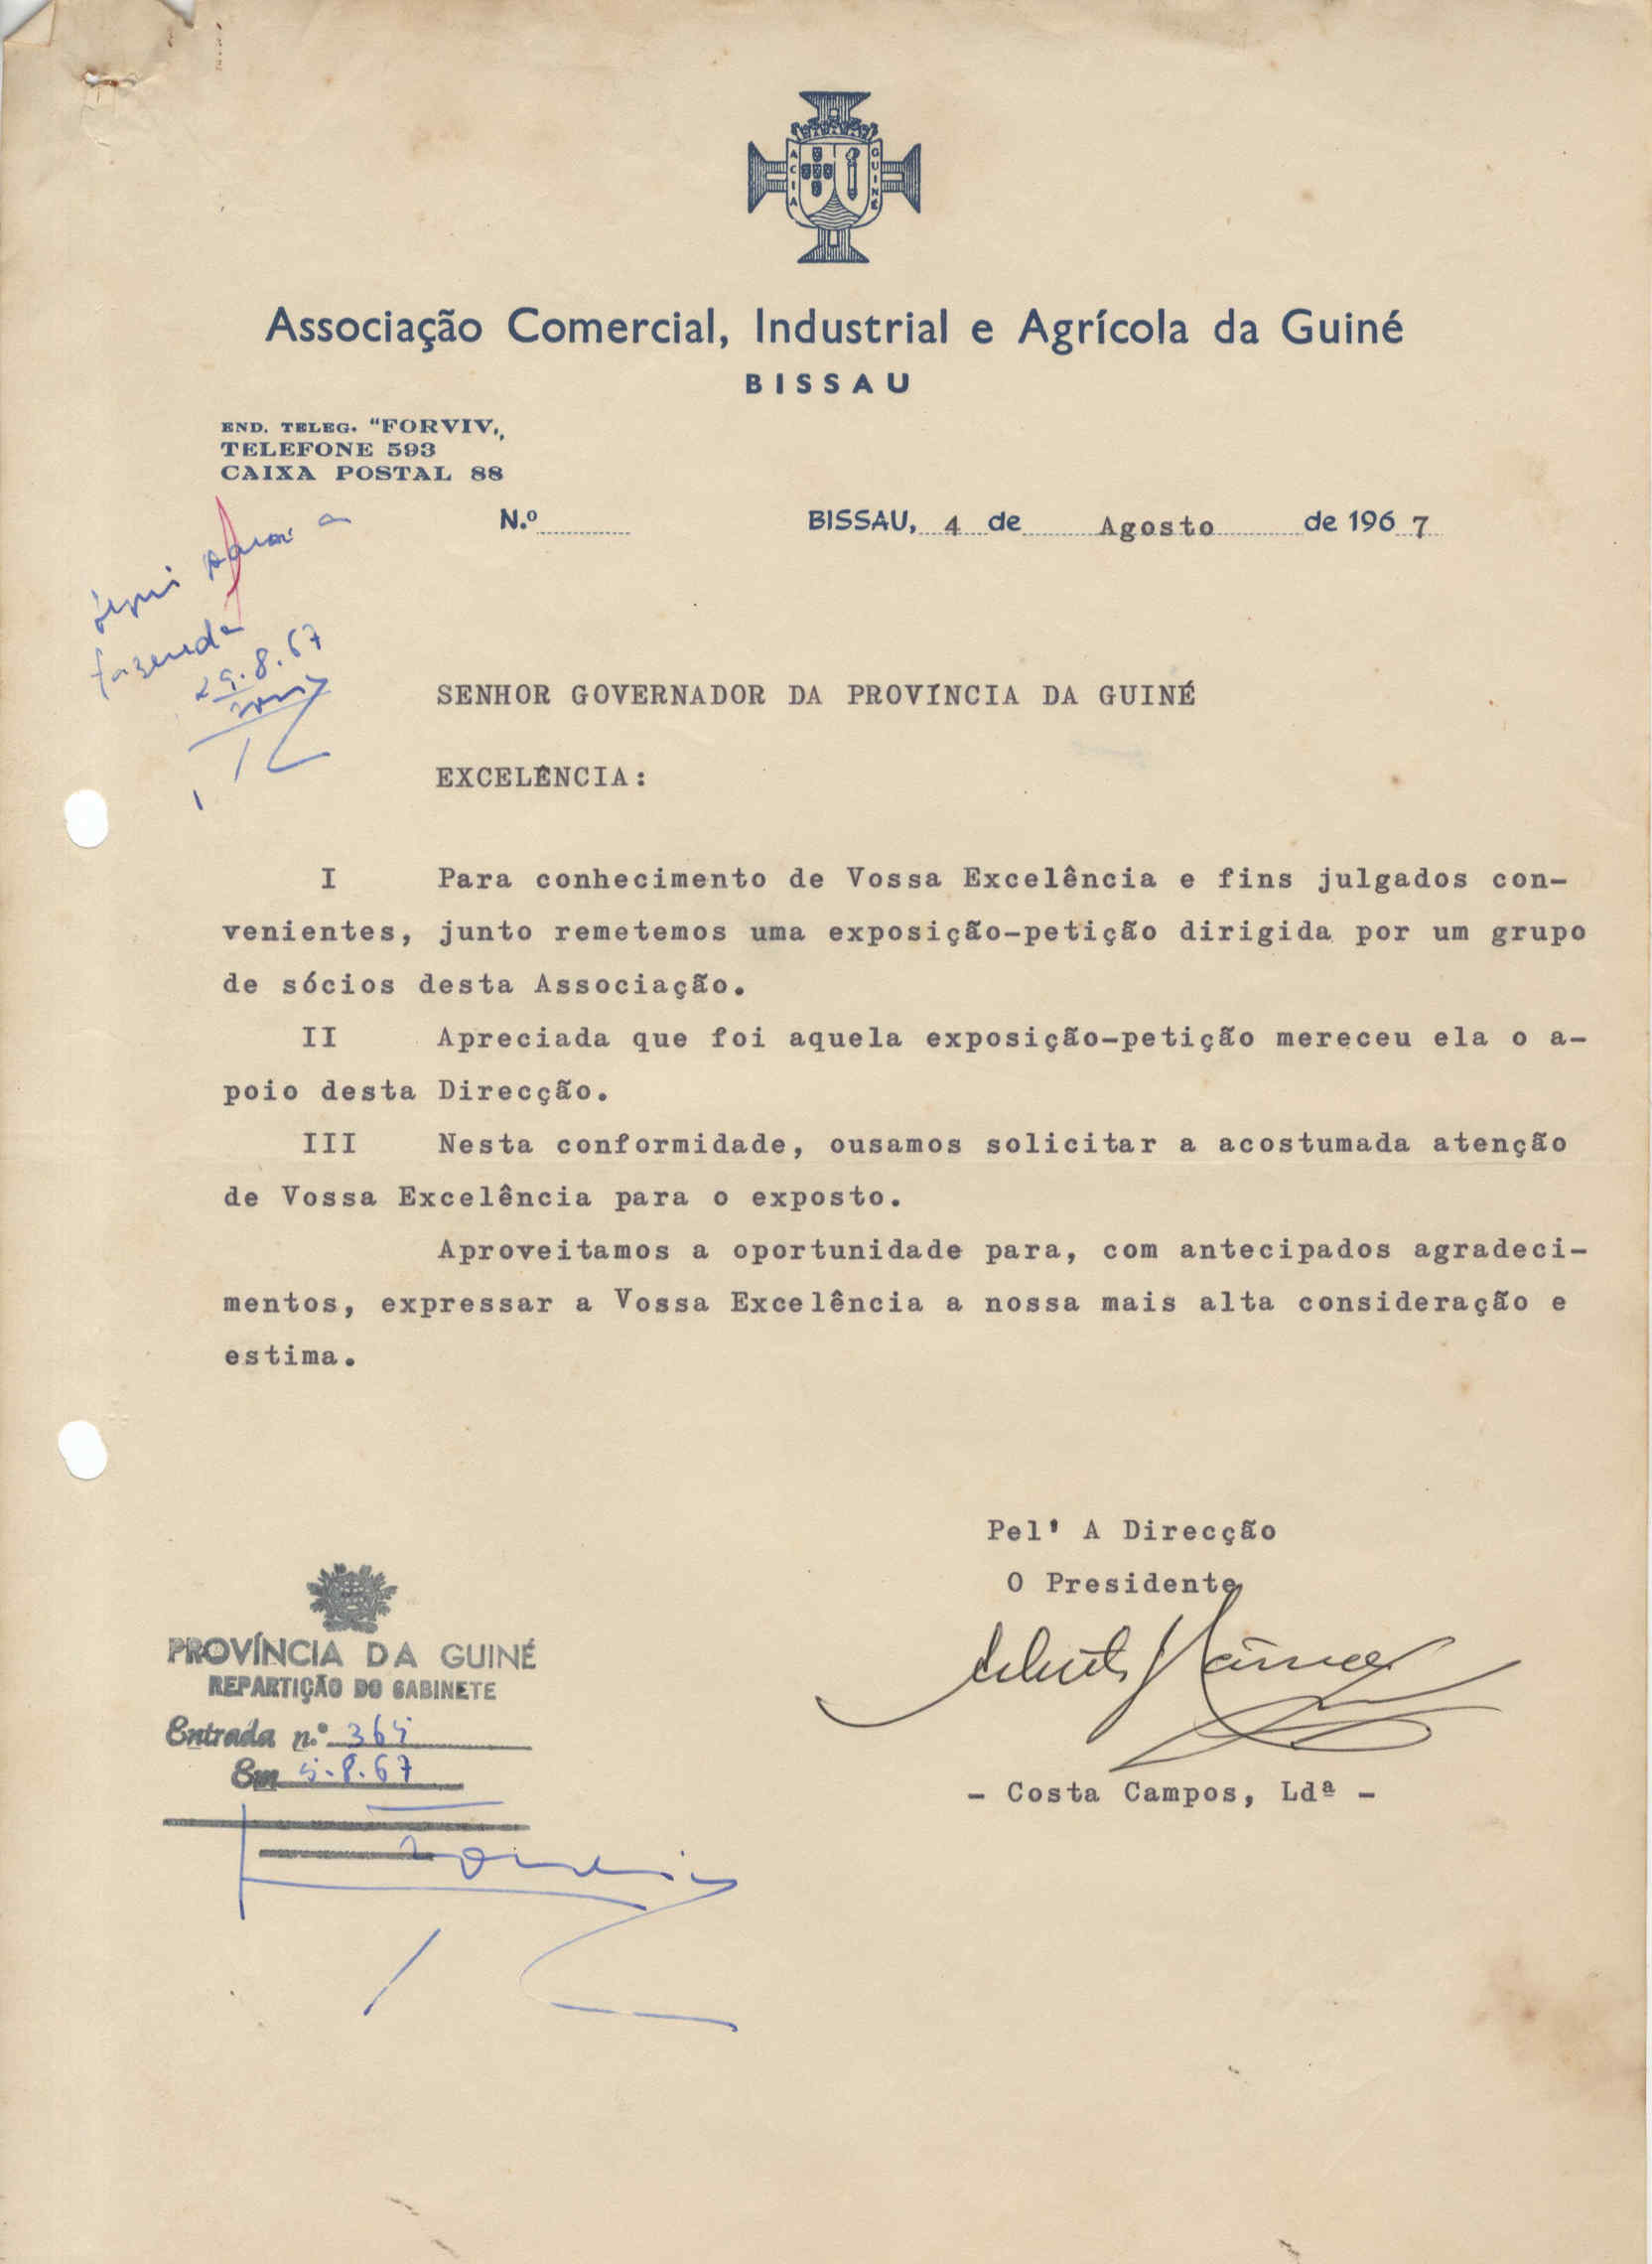 ACIA GUINÉ
Associação Comercial, Industrial e Agrícola da Guiné
BISSAU
END. TELEG. "FORVIV,,
TELEFONE 593
CAIXA POSTAL 88
N.º
BISSAU, 4 de Agosto de 1967
para a
fazenda
29.8.67
SENHOR GOVERNADOR DA PROVÍNCIA DA GUINÉ
EXCELÊNCIA:
I Para conhecimento de Vossa Excelência e fins julgados con-
venientes, junto remetemos uma exposição-petição dirigida por um grupo
de sócios desta Associação.
II Apreciada que foi aquela exposição-petição mereceu ela o a-
poio desta Direcção.
III Nesta conformidade, ousamos solicitar a acostumada atenção
de Vossa Excelência para o exposto.
Aproveitamos a oportunidade para, com antecipados agradeci-
mentos, expressar a Vossa Excelência a nossa mais alta consideração e
estima.
Pel' A Direcção
O Presidente
- Costa Campos, Ldª -
PROVÍNCIA DA GUINÉ
REPARTIÇÃO DO GABINETE
Entrada n.º
Em 5.8.67